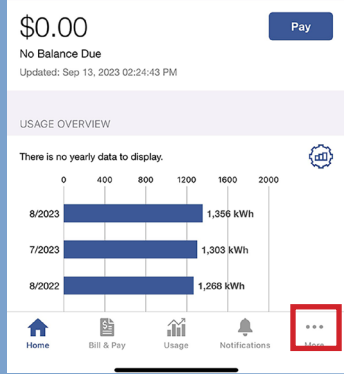 $0.00
Pay
No Balance Due
Updated: Sep 13, 2023 02:24:43 PM
USAGE OVERVIEW
There is no yearly data to display.
0 400 800 1200 1600 2000
8/2023 1,356 kWh
7/2023 1,303 kWh
8/2022 1,268 kWh
Home Bill & Pay Usage Notifications More